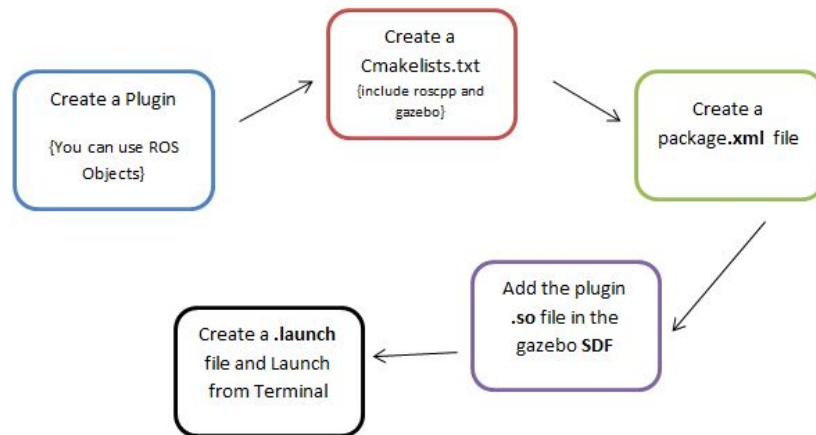 Create a Plugin
{You can use ROS
Objects}
Create a
Cmakelists.txt
{include roscpp and
gazebo}
Create a
package.xml file
Add the plugin
.so file in the
gazebo SDF
Create a .launch
file and Launch
from Terminal